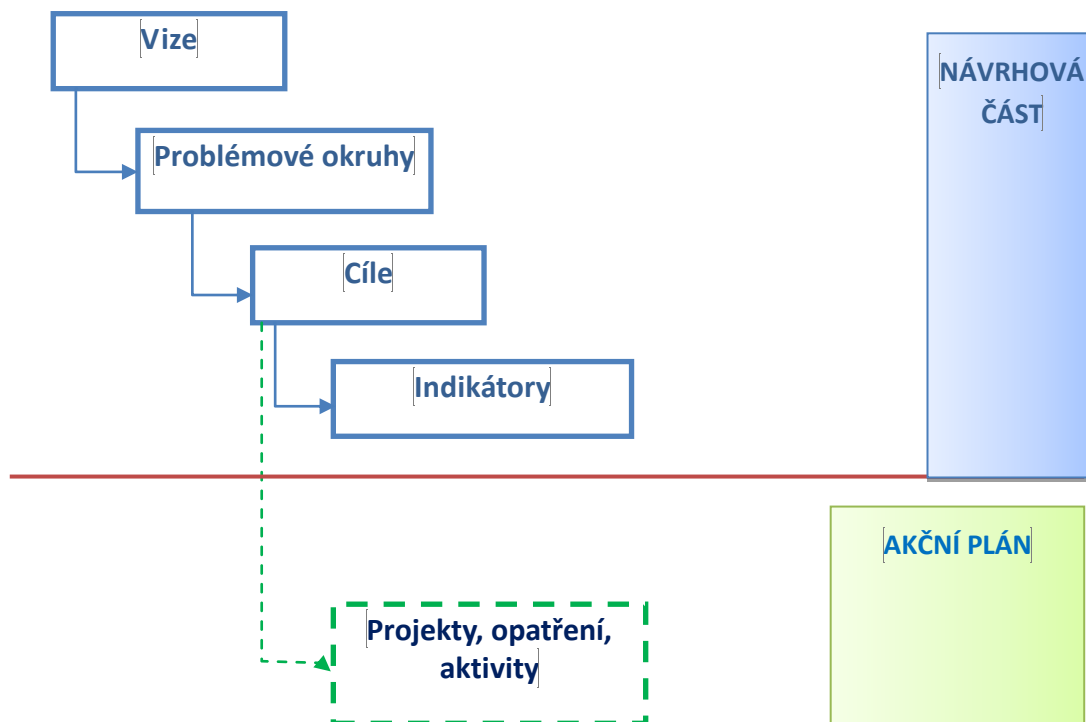 Vize
NÁVRHOVÁ
ČÁST
Problémové okruhy
Cíle
Indikátory
AKČNÍ PLÁN
Projekty, opatření,
aktivity